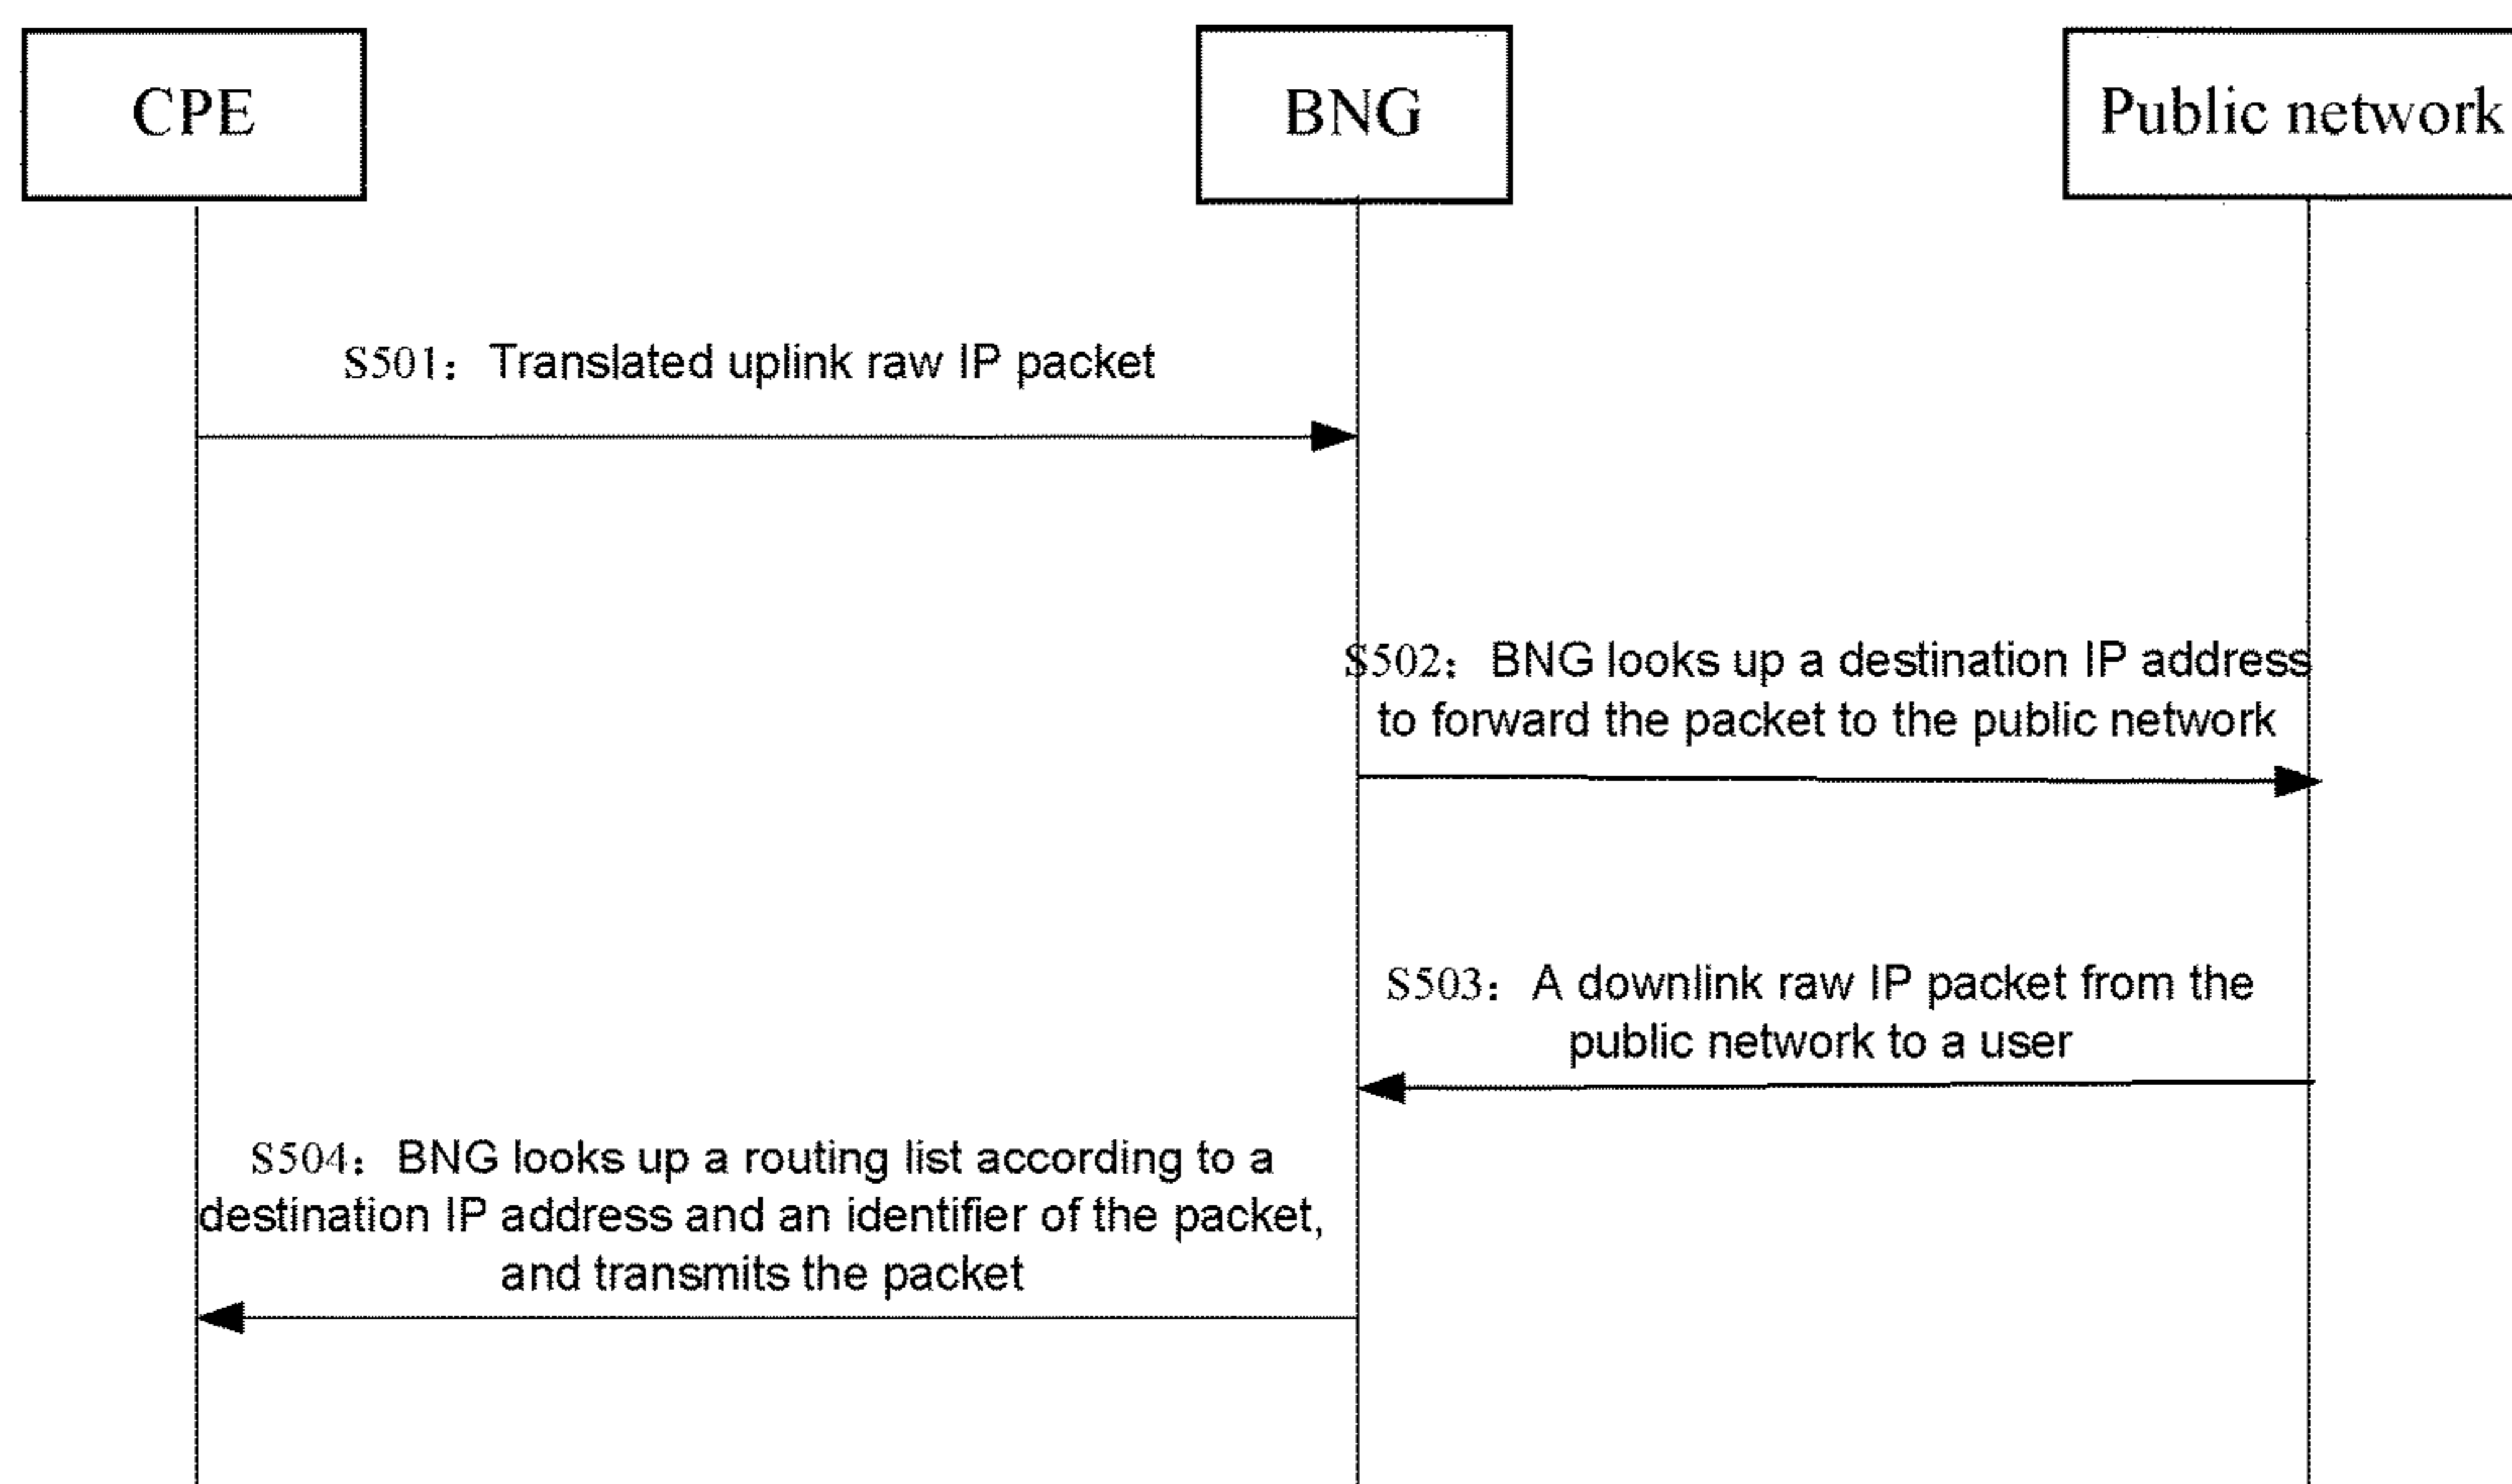 CPE
BNG
Public network
S501: Translated uplink raw IP packet
S502: BNG looks up a destination IP address
to forward the packet to the public network
S503: A downlink raw IP packet from the
public network to a user
S504: BNG looks up a routing list according to a
destination IP address and an identifier of the packet,
and transmits the packet